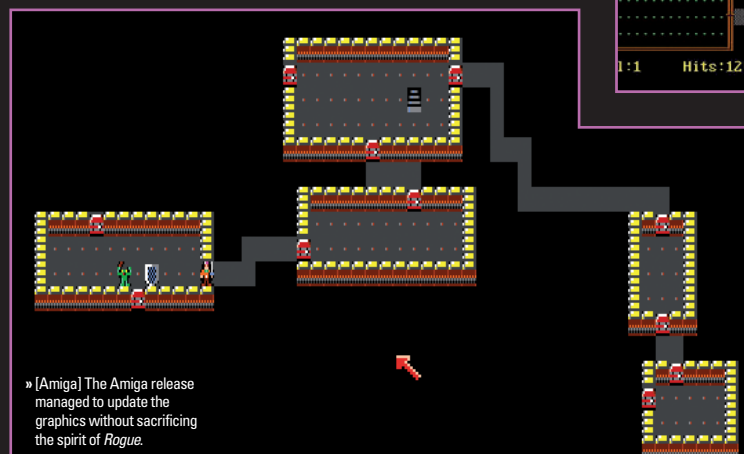 l:1 Hits:12
» [Amiga] The Amiga release
managed to update the
graphics without sacrificing
the spirit of Rogue.